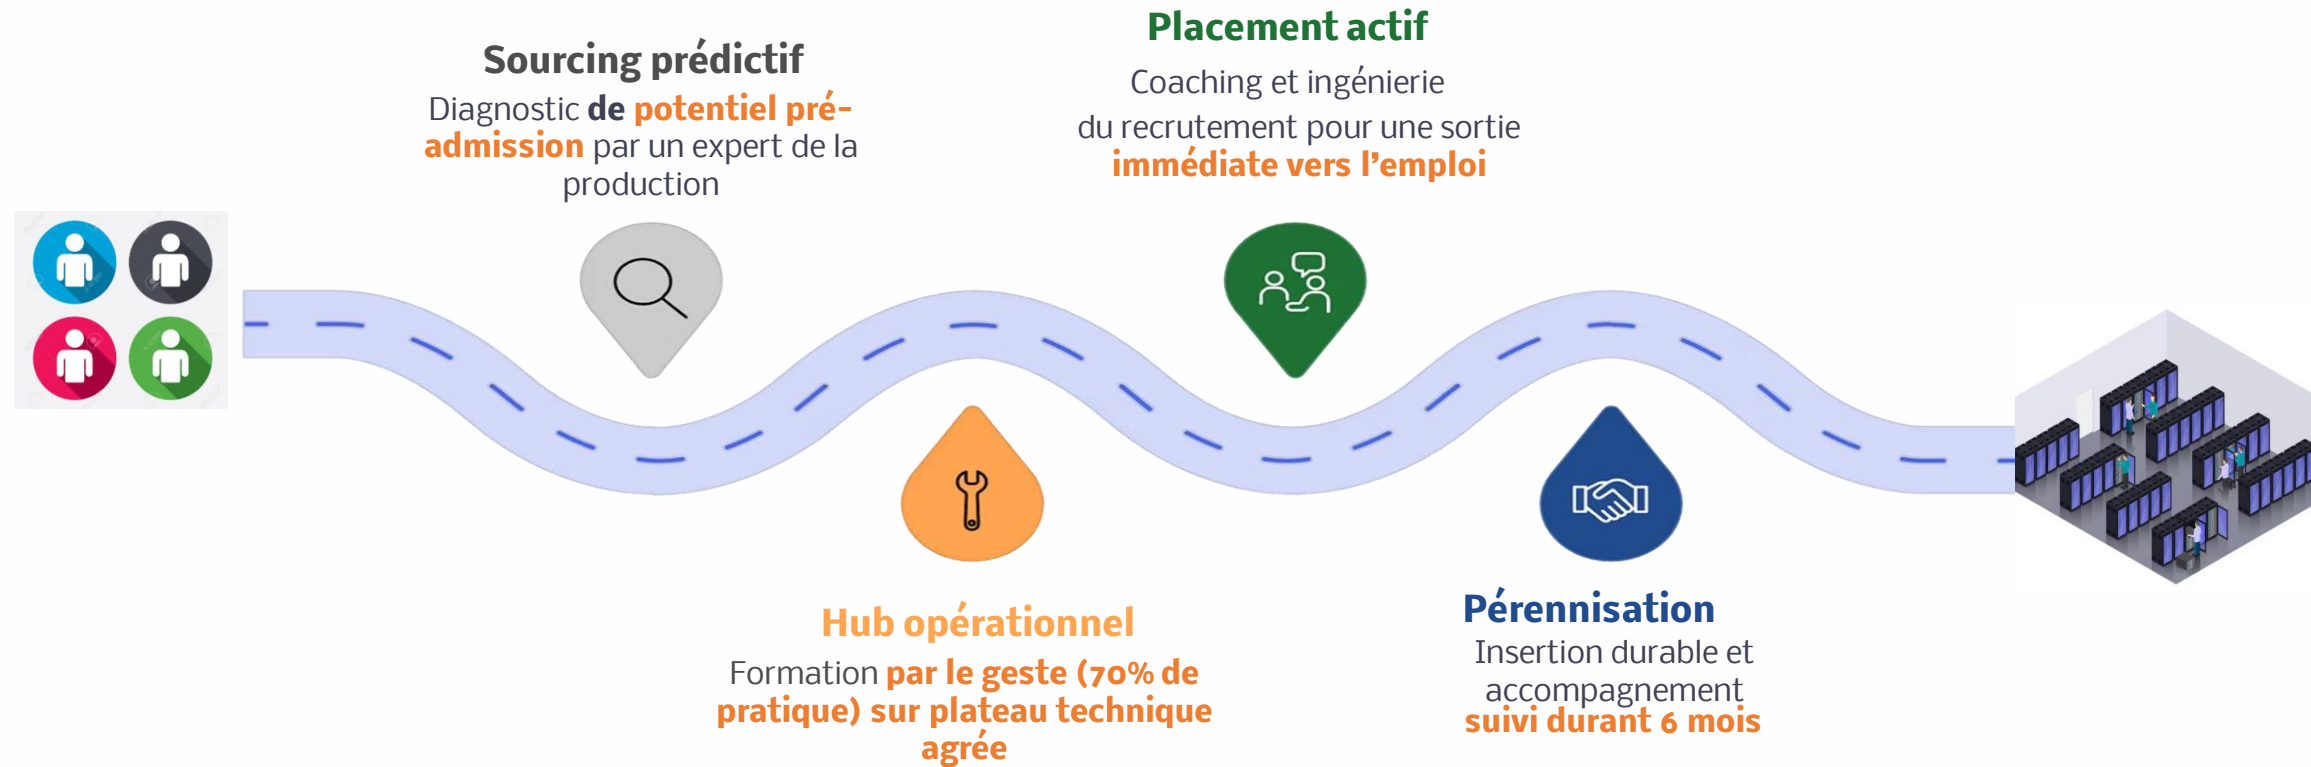 Sourcing prédictif
Diagnostic de potentiel pré-
admission par un expert de la
production
Hub opérationnel
Formation par le geste (70% de
pratique) sur plateau technique
agrée
Placement actif
Coaching et ingénierie
du recrutement pour une sortie
immédiate vers l’emploi
Pérennisation
Insertion durable et
accompagnement
suivi durant 6 mois